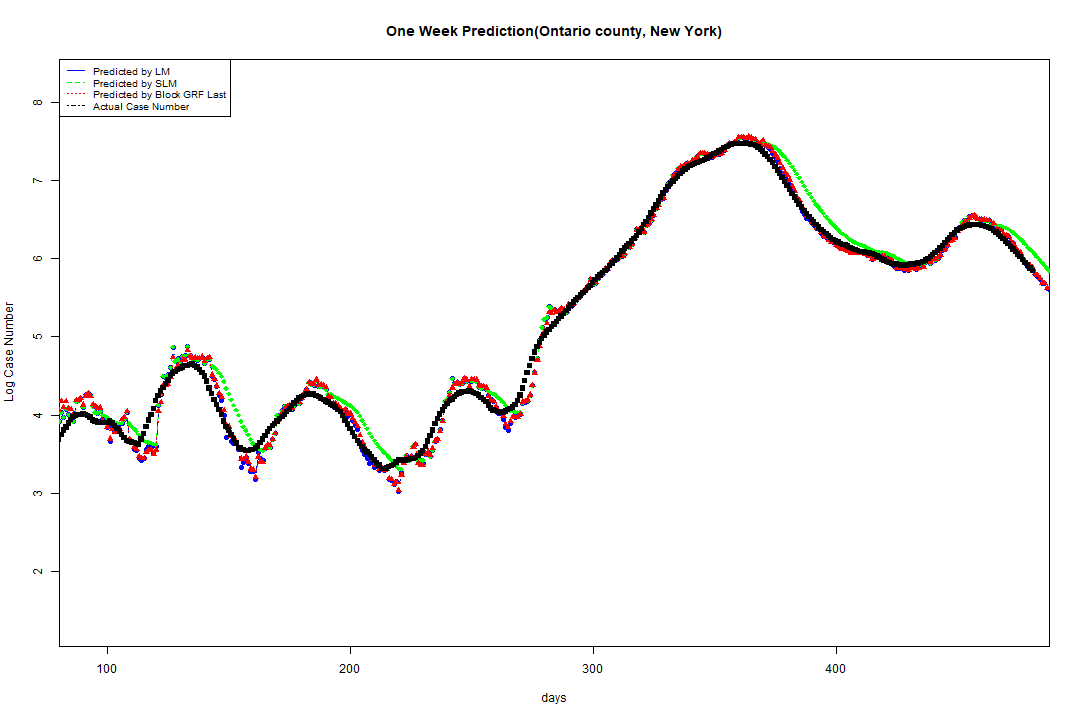 One Week Prediction(Ontario county, New York)
Predicted by LM
Predicted by SLM
Predicted by Block GRF Last
Actual Case Number
8
7
6
5
4
3
2
Log Case Number
100 200 300 400
days